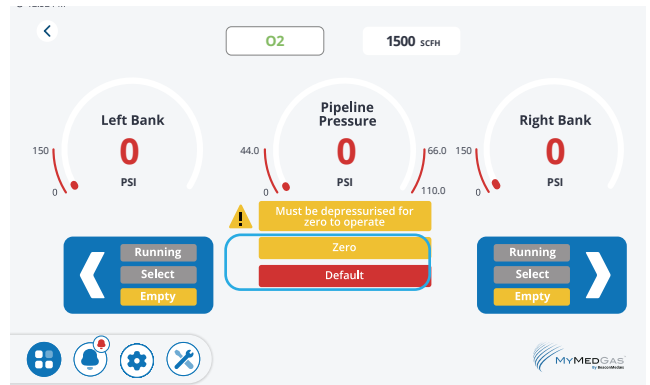 O2
1500 SCFH
Left Bank
0
PSI
150
0
Pipeline
Pressure
0
PSI
44.0
0
66.0
110.0
Right Bank
0
PSI
150
0
Must be depressurised for
zero to operate
Zero
Default
Running
Select
Empty
Running
Select
Empty
MYMEDGAS
By BeaconMedaes